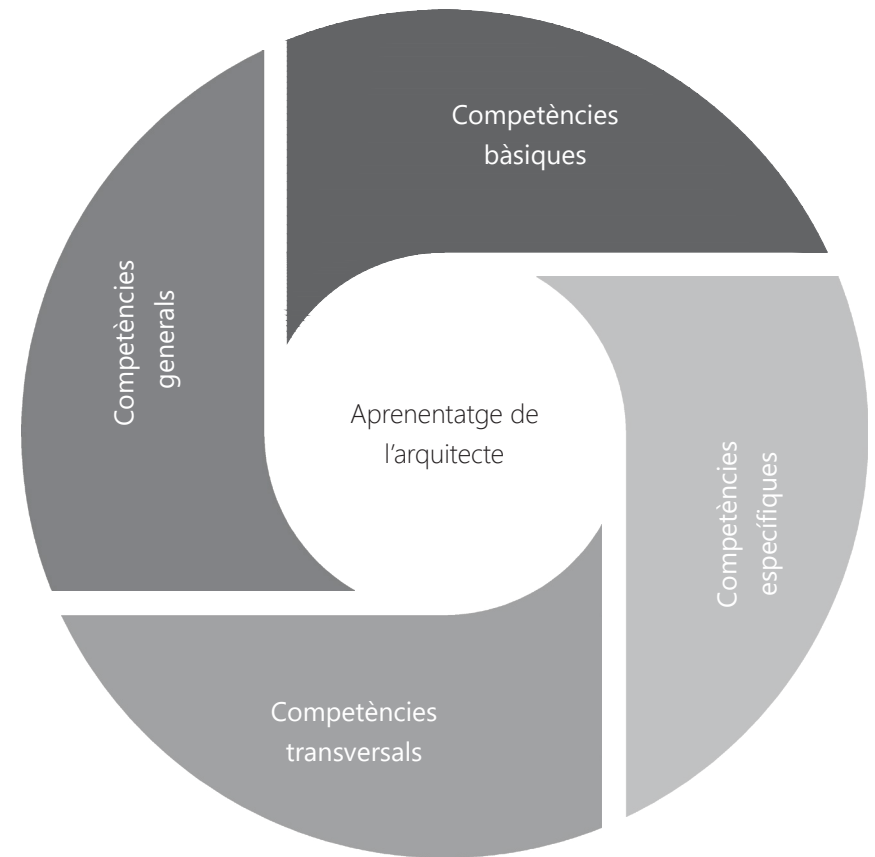 Competències
bàsiques
Competències
generals
Aprenentatge de
l'arquitecte
Competències
específiques
Competències
transversals